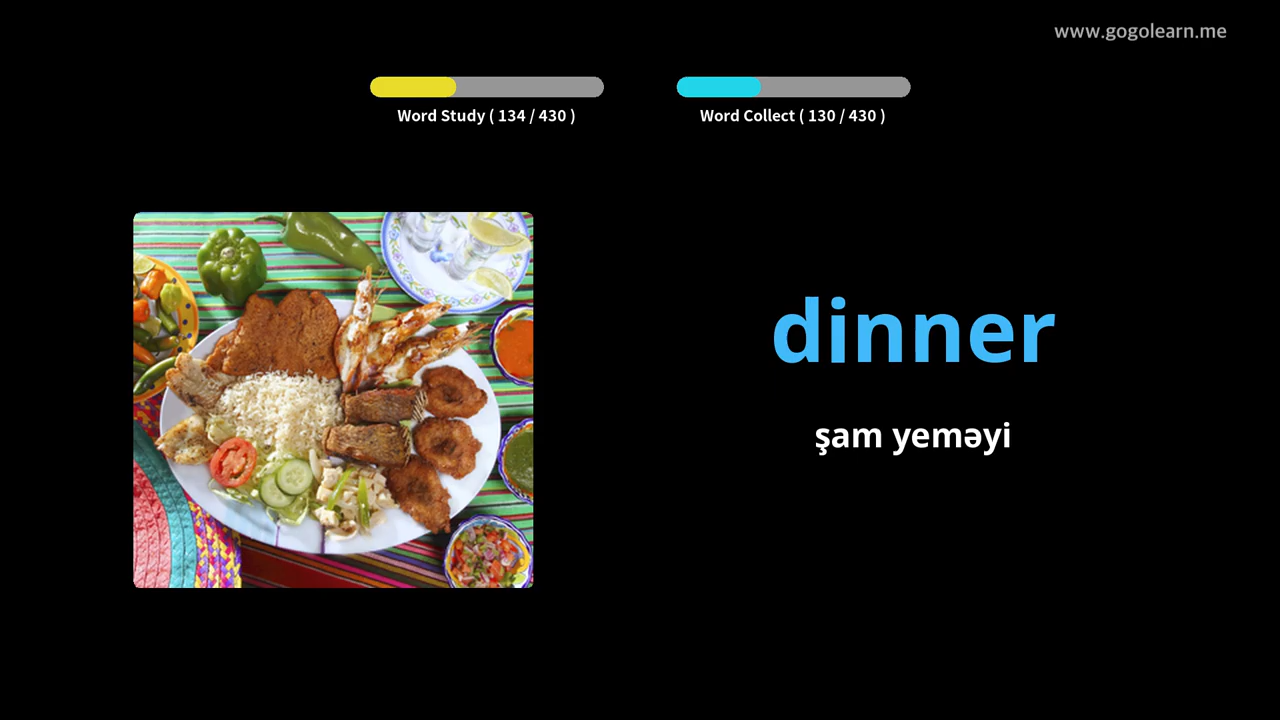 www.gogolearn.me
Word Study ( 134 / 430 )
Word Collect ( 130 / 430 )
dinner
şam yeməyi